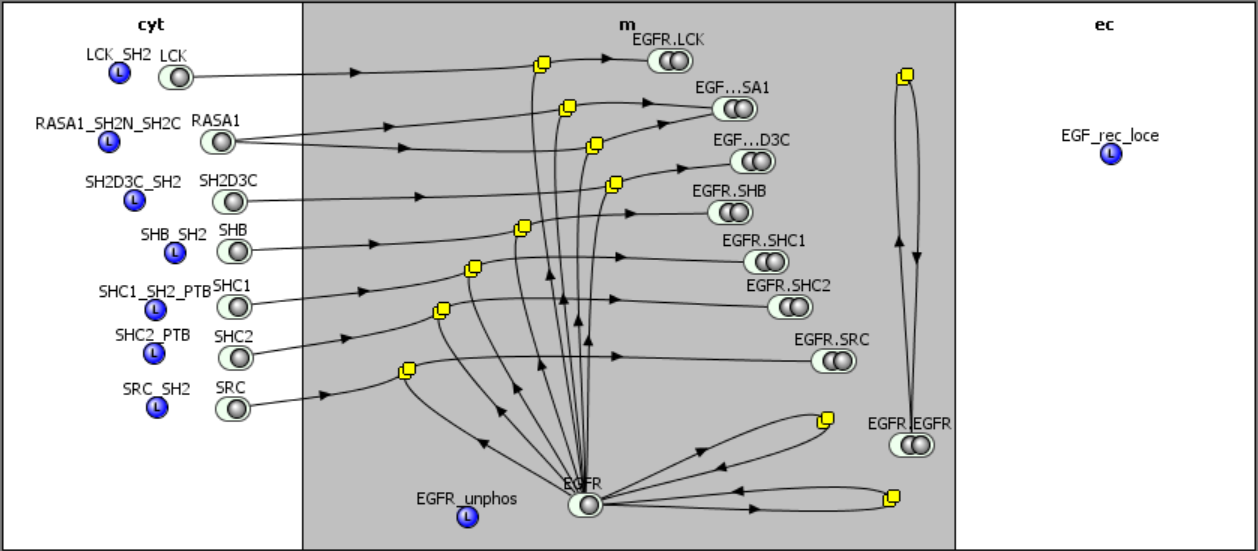 cyt
m
ec
LCK_SH2
LCK
EGFR.LCK
EGF...SA1
RASA1_SH2N_SH2C
RASA1
EGF_rec_loce
EGF...D3C
SH2D3C_SH2
SH2D3C
EGFR.SHB
SHB_SH2
SHB
EGFR.SHC1
SHC1_SH2_PTB
SHC1
EGFR.SHC2
SHC2_PTB
SHC2
EGFR.SRC
SRC_SH2
SRC
EGFR.EGFR
EGFR
EGFR_unphos
L
L
L
L
L
L
L
L
L